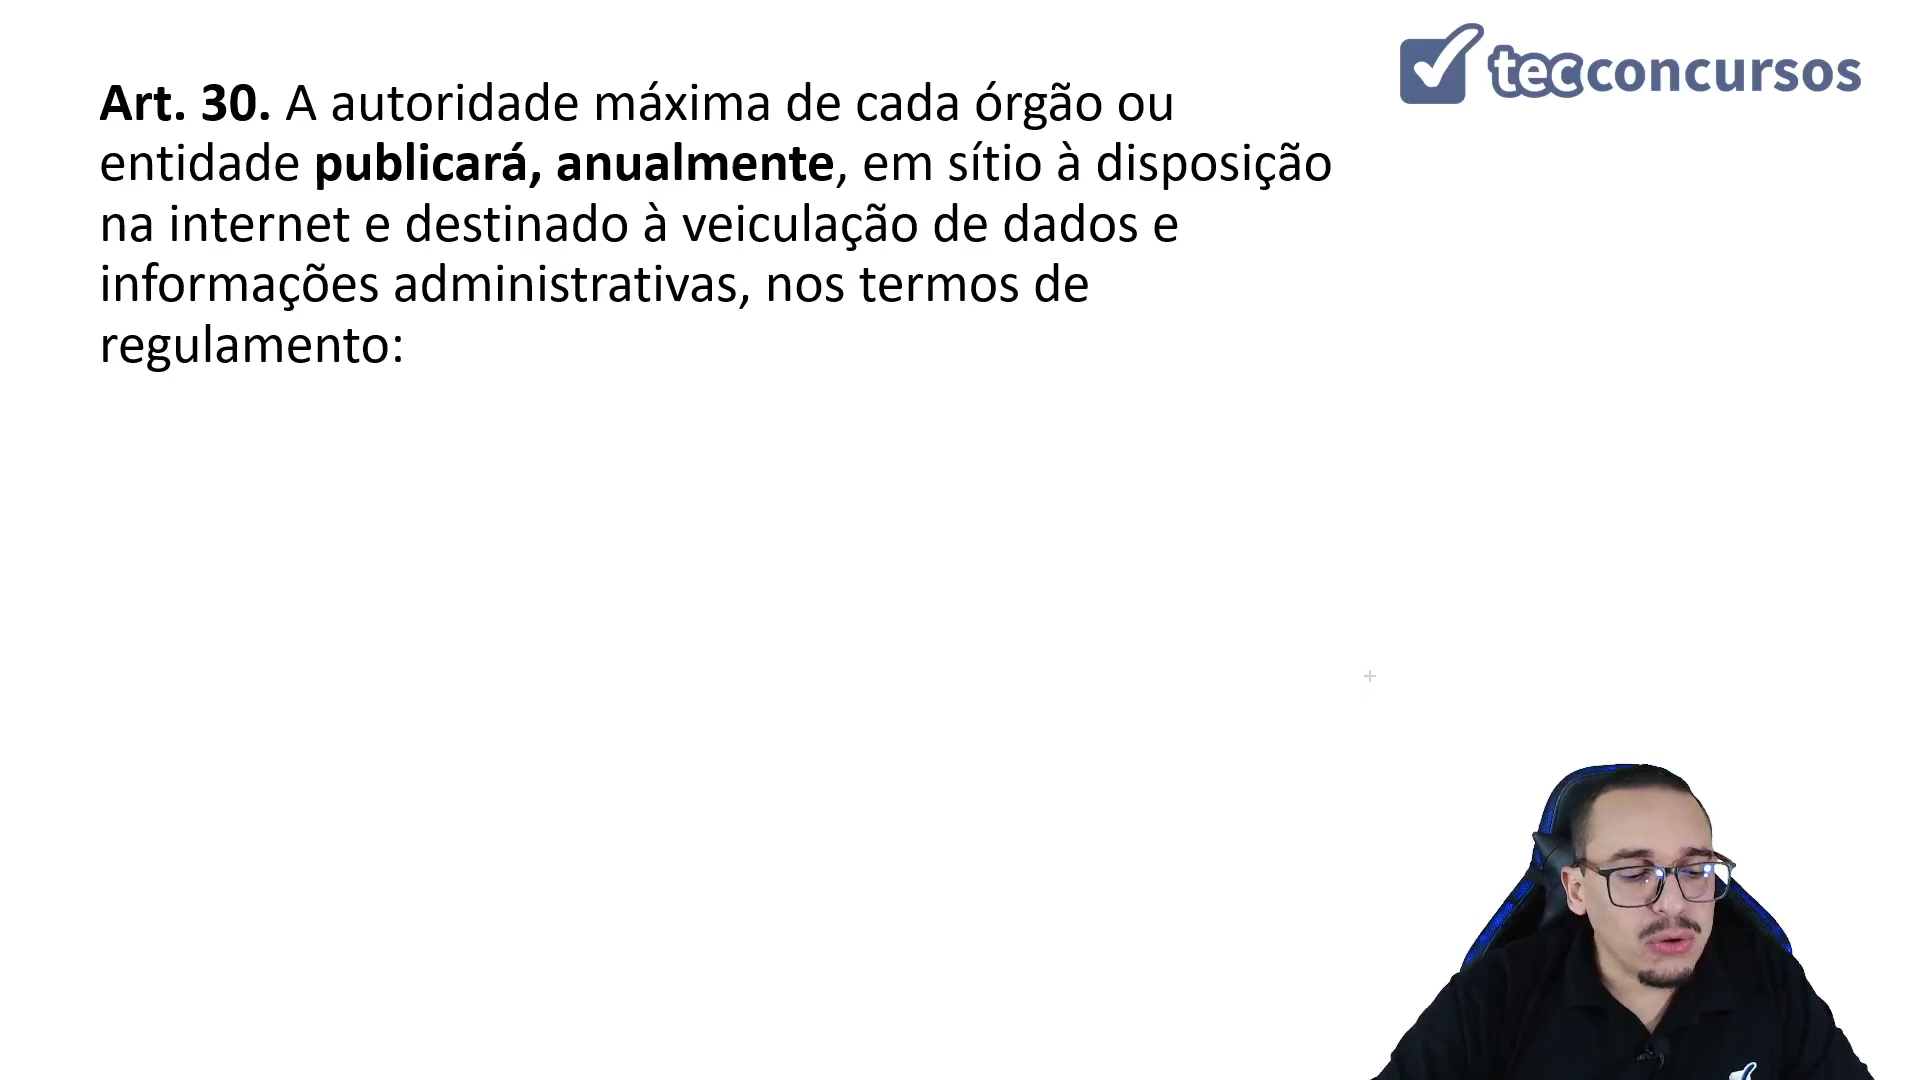 tecconcursos
Art. 30. A autoridade máxima de cada órgão ou
entidade publicará, anualmente, em sítio à disposição
na internet e destinado à veiculação de dados e
informações administrativas, nos termos de
regulamento: